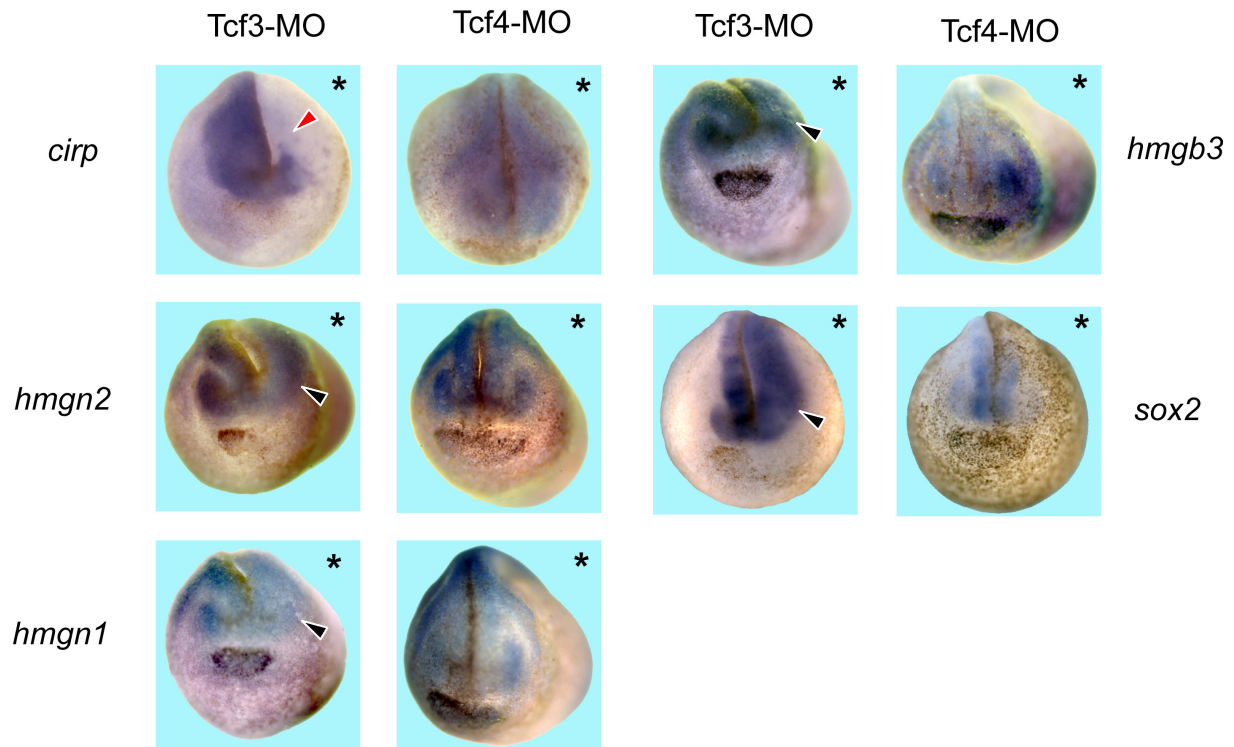 Tcf3-MO Tcf4-MO Tcf3-MO Tcf4-MO
* * * *
cirp hmgb3
* * * *
hmgn2 sox2
* *
hmgn1